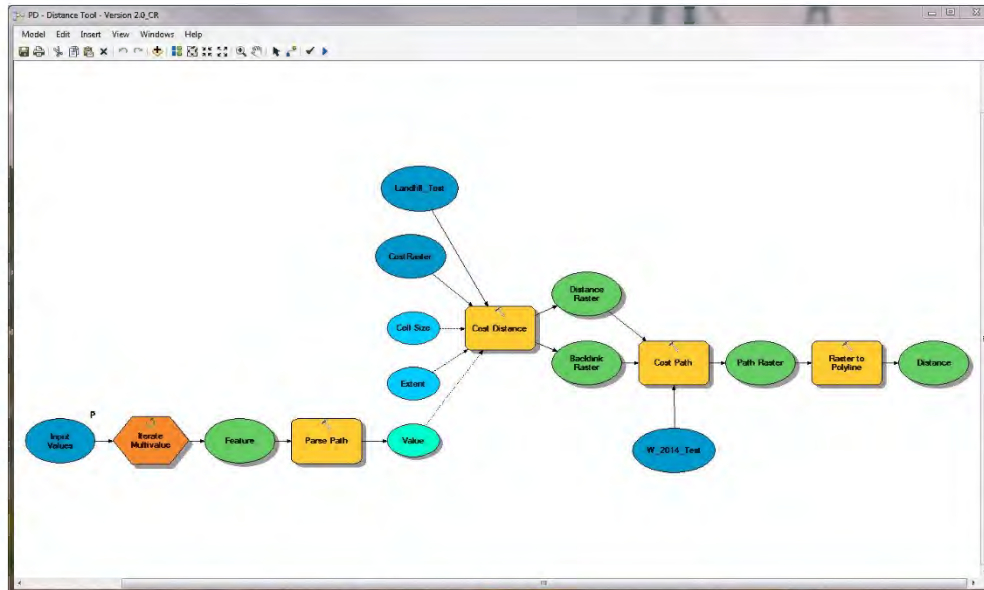 PD - Distance Tool - Version 2.0_CR
Model Edit Insert View Windows Help
Landfill_Test
CostRaster
Cell Size
Extent
Cost Distance
Distance
Raster
Backlink
Raster
Cost Path
Path Raster
Raster to
Polyline
Distance
P
Input
Values
Iterate
Multivalue
Feature
Parse Path
Value
W_2014_Test